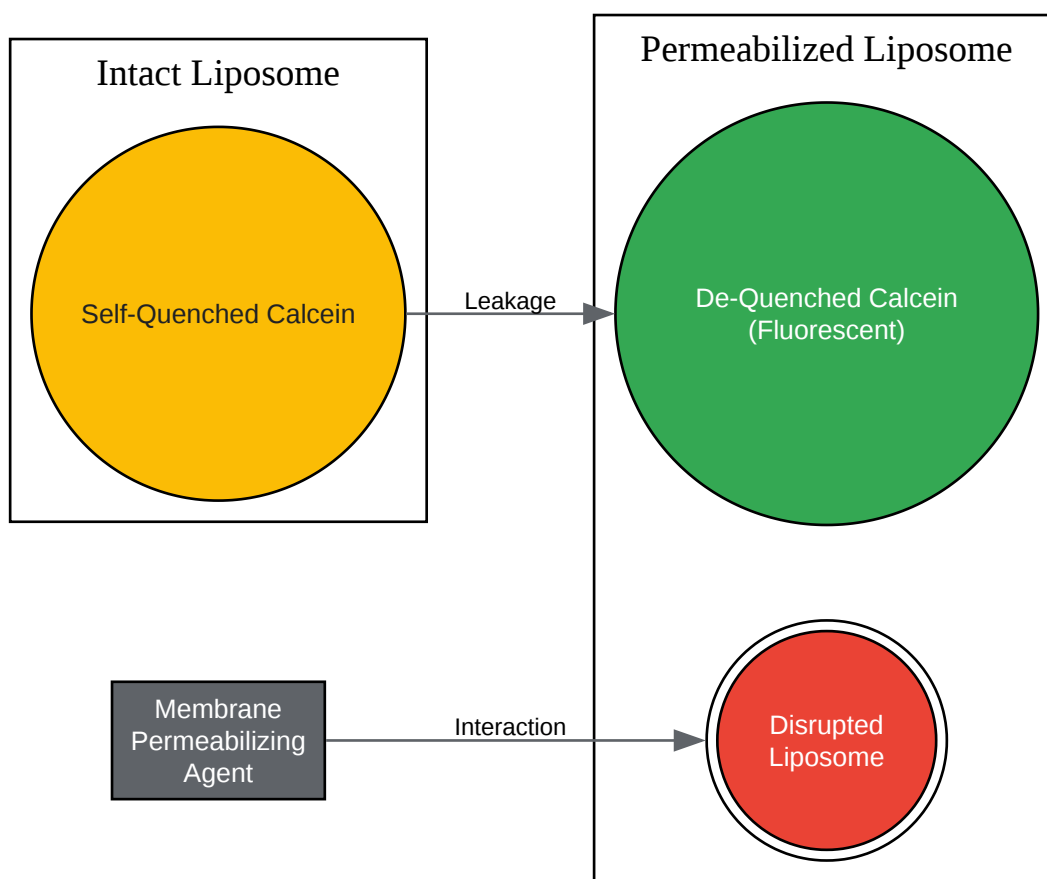 Intact Liposome
Permeabilized Liposome
Self-Quenched Calcein
Leakage
De-Quenched Calcein
(Fluorescent)
Membrane
Permeabilizing
Agent
Interaction
Disrupted
Liposome